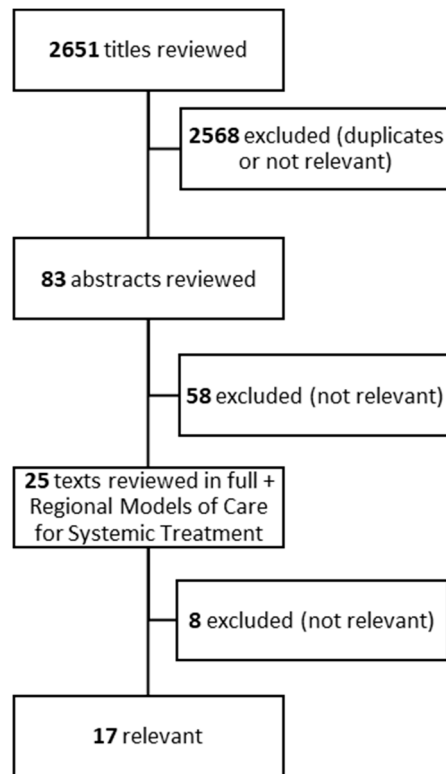 2651 titles reviewed
2568 excluded (duplicates
or not relevant)
83 abstracts reviewed
58 excluded (not relevant)
25 texts reviewed in full +
Regional Models of Care
for Systemic Treatment
8 excluded (not relevant)
17 relevant